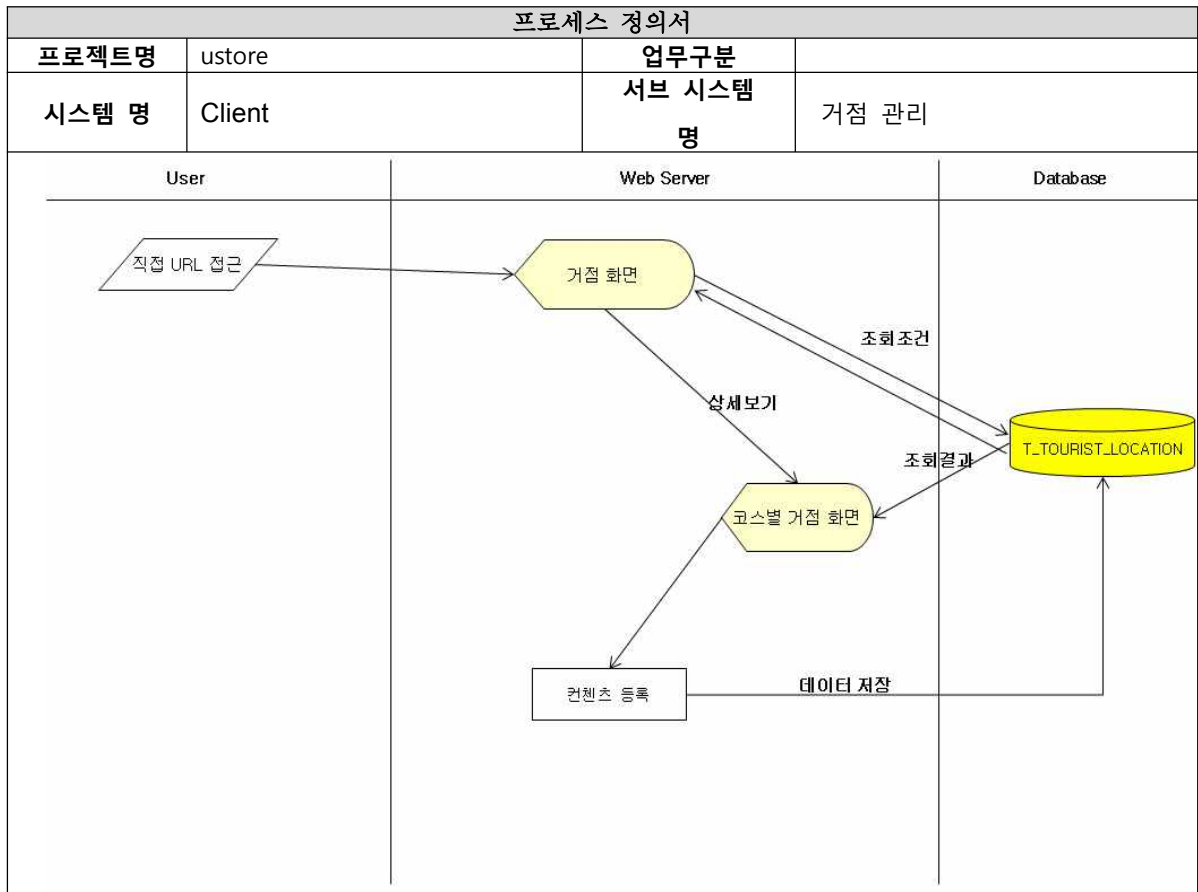 프로세스 정의서
프로젝트명 ustore 업무구분
시스템 명 Client 서브 시스템 명 거점 관리
User Web Server Database
직접 URL 접근
거점 화면
조회조건
상세보기
T_TOURIST_LOCATION
조회결과
코스별 거점 화면
컨첸츠 등록
데이터 저장